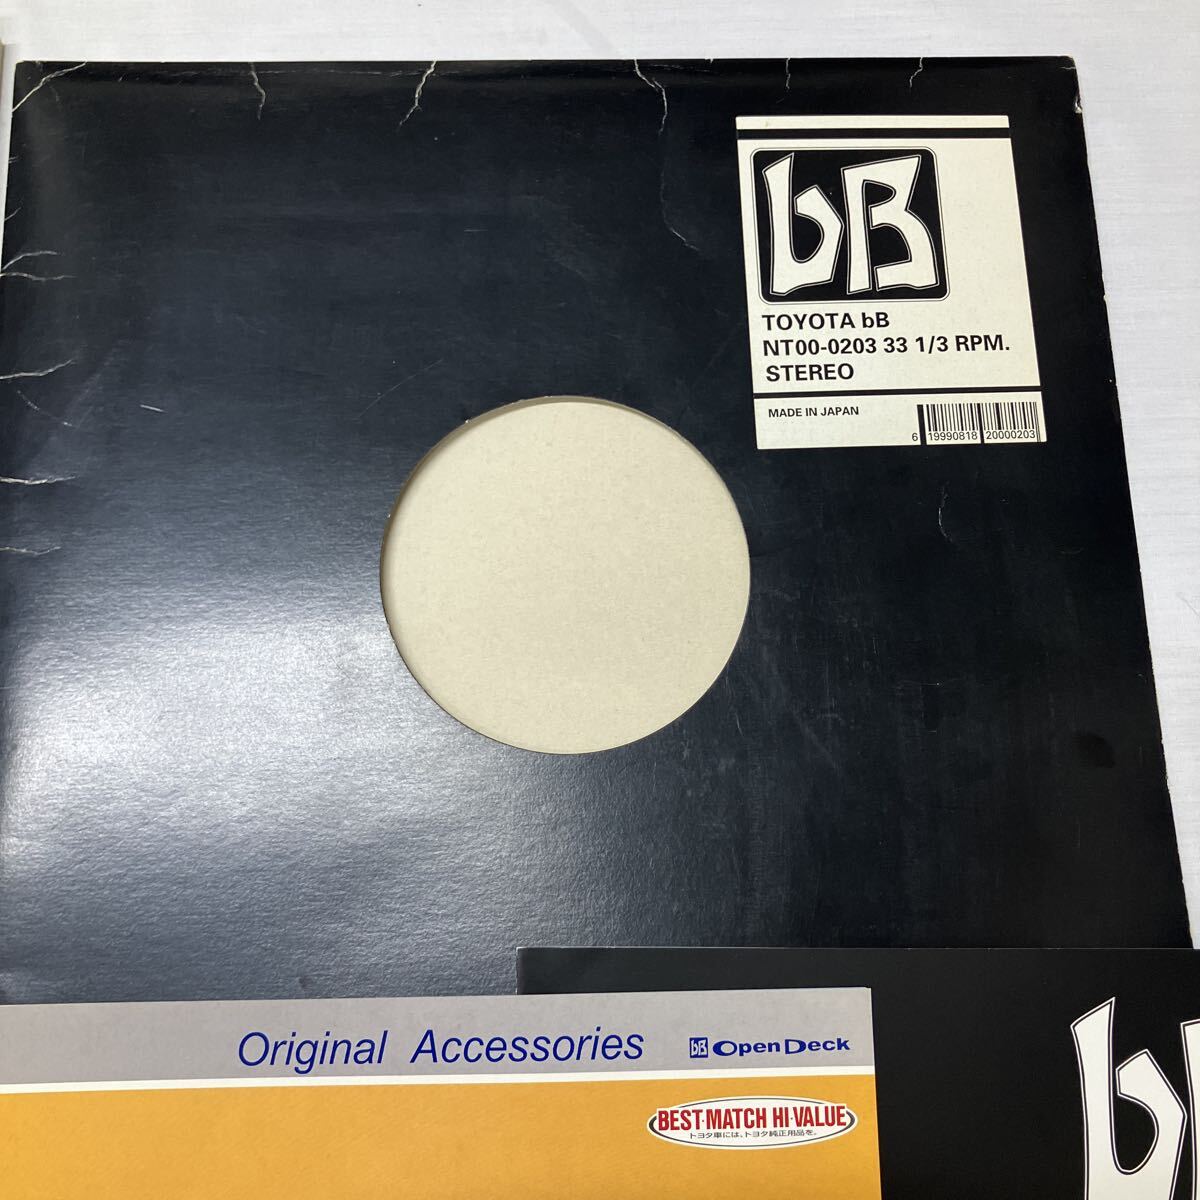 bB
TOYOTA bB
NT00-0203 33 1/3 RPM.
STEREO
MADE IN JAPAN
6 19990818 20000203
Original Accessories
bB OpenDeck
BEST·MATCH HI·VALUE
トヨタ車には、トヨタ純正用品を。
bB